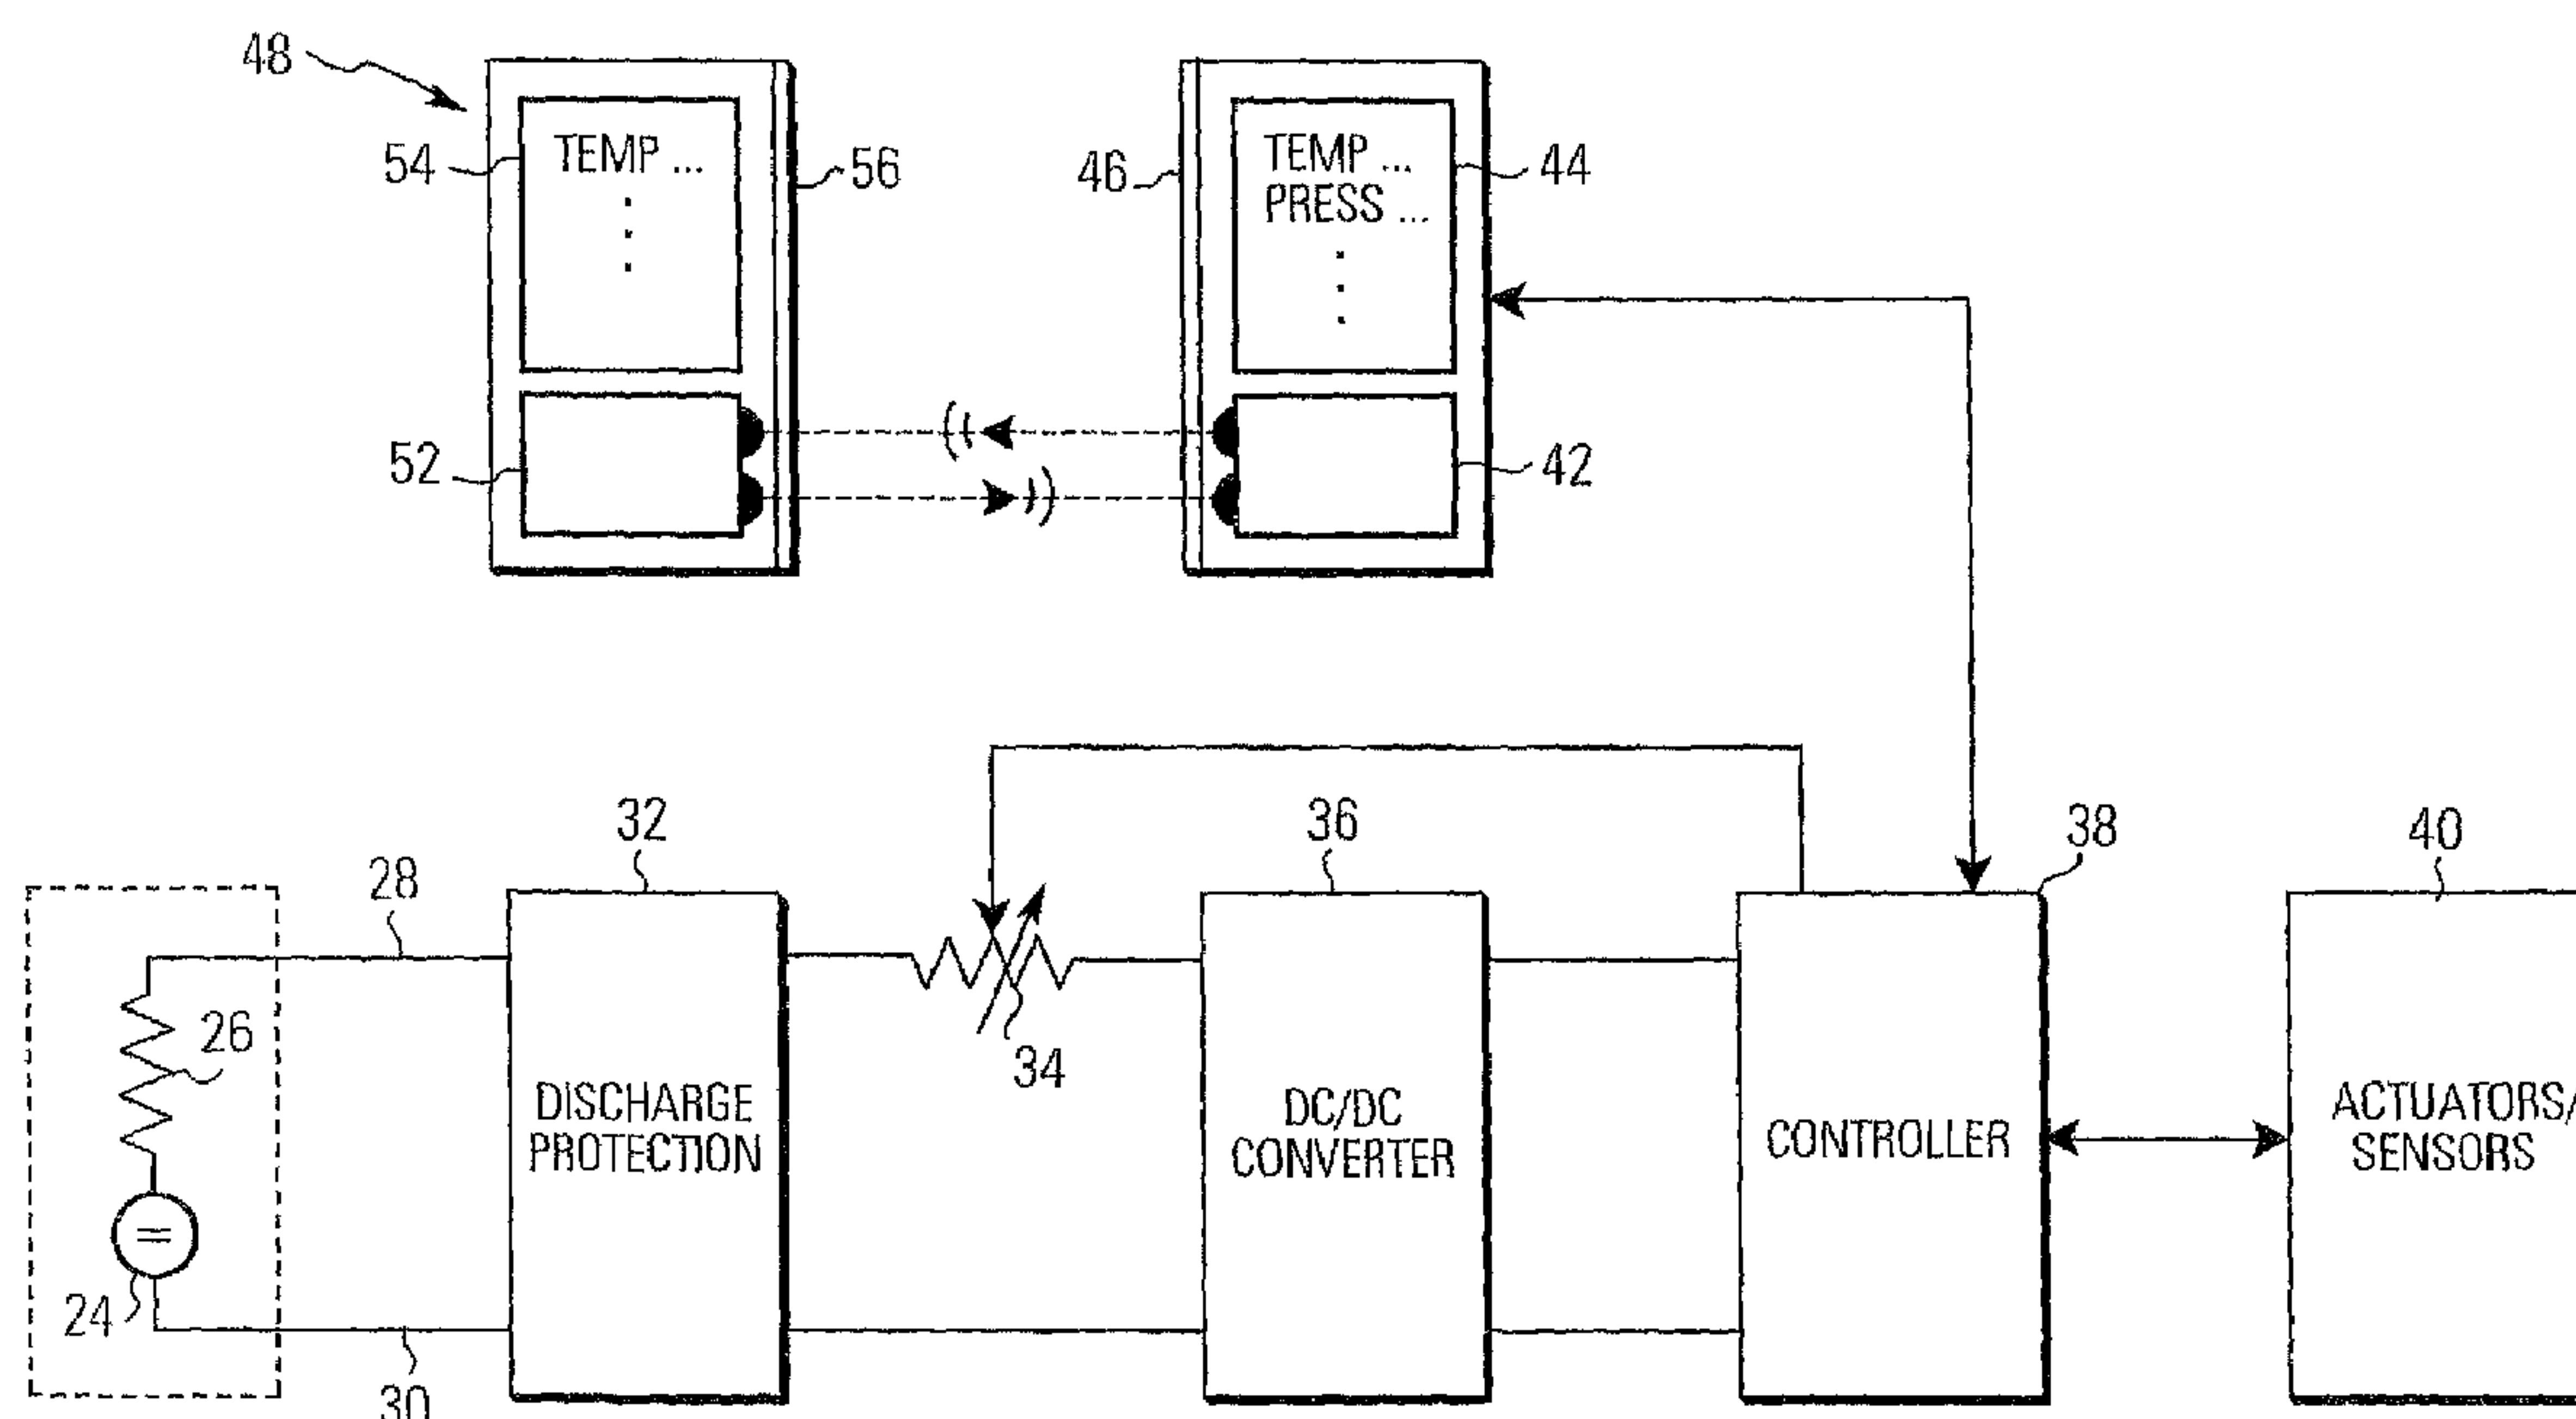 48
54
TEMP ...
56
46
TEMP ...
PRESS ...
44
52
42
32
36
38
40
28
26
34
24
30
DISCHARGE
PROTECTION
DC/DC
CONVERTER
CONTROLLER
ACTUATORS/
SENSORS